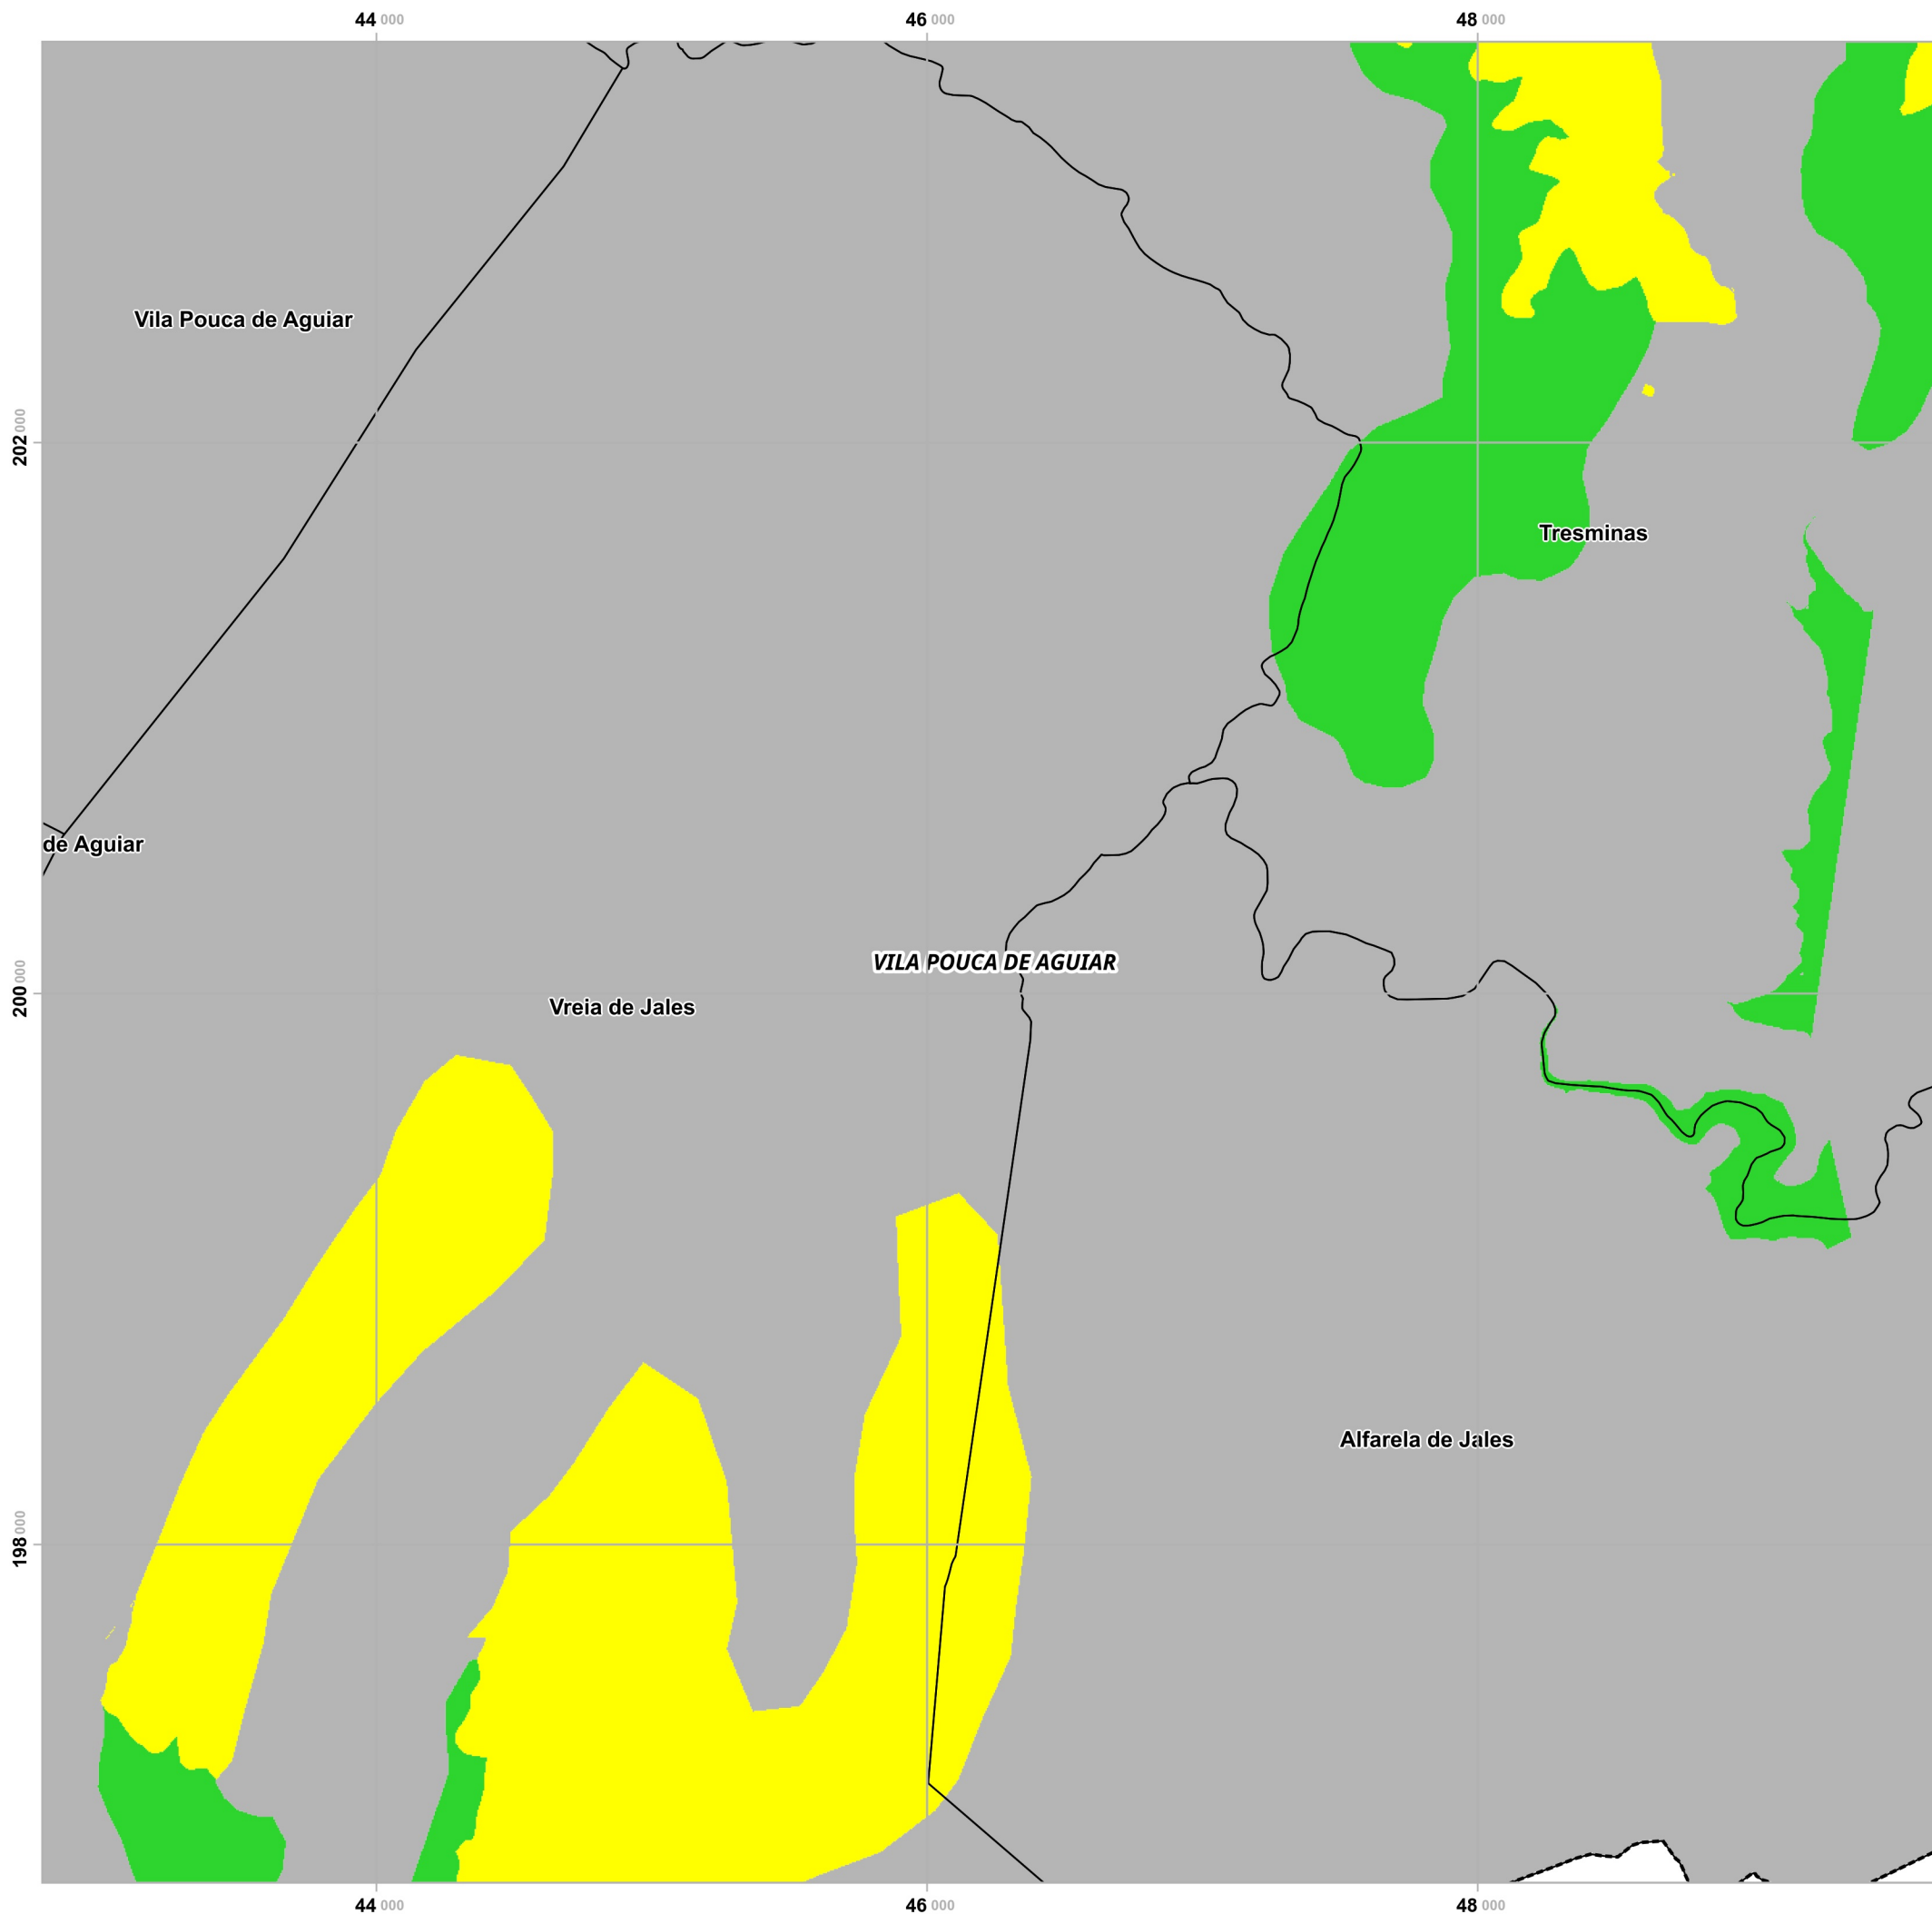 44 000
46 000
48 000
Vila Pouca de Aguiar
202 000
Tresminas
de Aguiar
VILA POUCA DE AGUIAR
200 000
Vreia de Jales
Alfarela de Jales
198 000
44 000
46 000
48 000